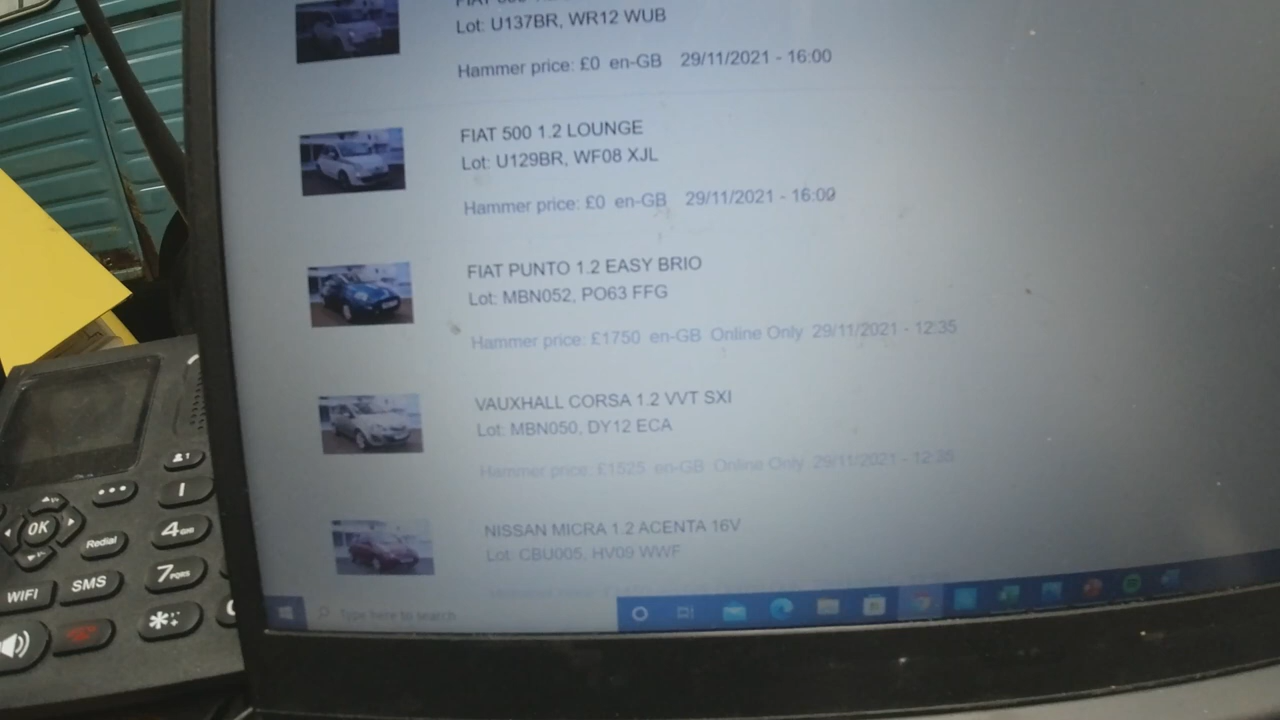 Lot: U137BR, WR12 WUB
Hammer price: £0 en-GB 29/11/2021 - 16:00
FIAT 500 1.2 LOUNGE
Lot: U129BR, WF08 XJL
Hammer price: £0 en-GB 29/11/2021 - 16:00
FIAT PUNTO 1.2 EASY BRIO
Lot: MBN052, PO63 FFG
Hammer price: £1750 en-GB Online Only 29/11/2021 - 12:35
VAUXHALL CORSA 1.2 VVT SXI
Lot: MBN050, DY12 ECA
Hammer price: £1525 en-GB Online Only 29/11/2021 - 12:35
NISSAN MICRA 1.2 ACENTA 16V
Lot: CBU005, HV09 WWF
Type here to search
OK
Redial
1
4
WIFI
SMS
7PQRS
*